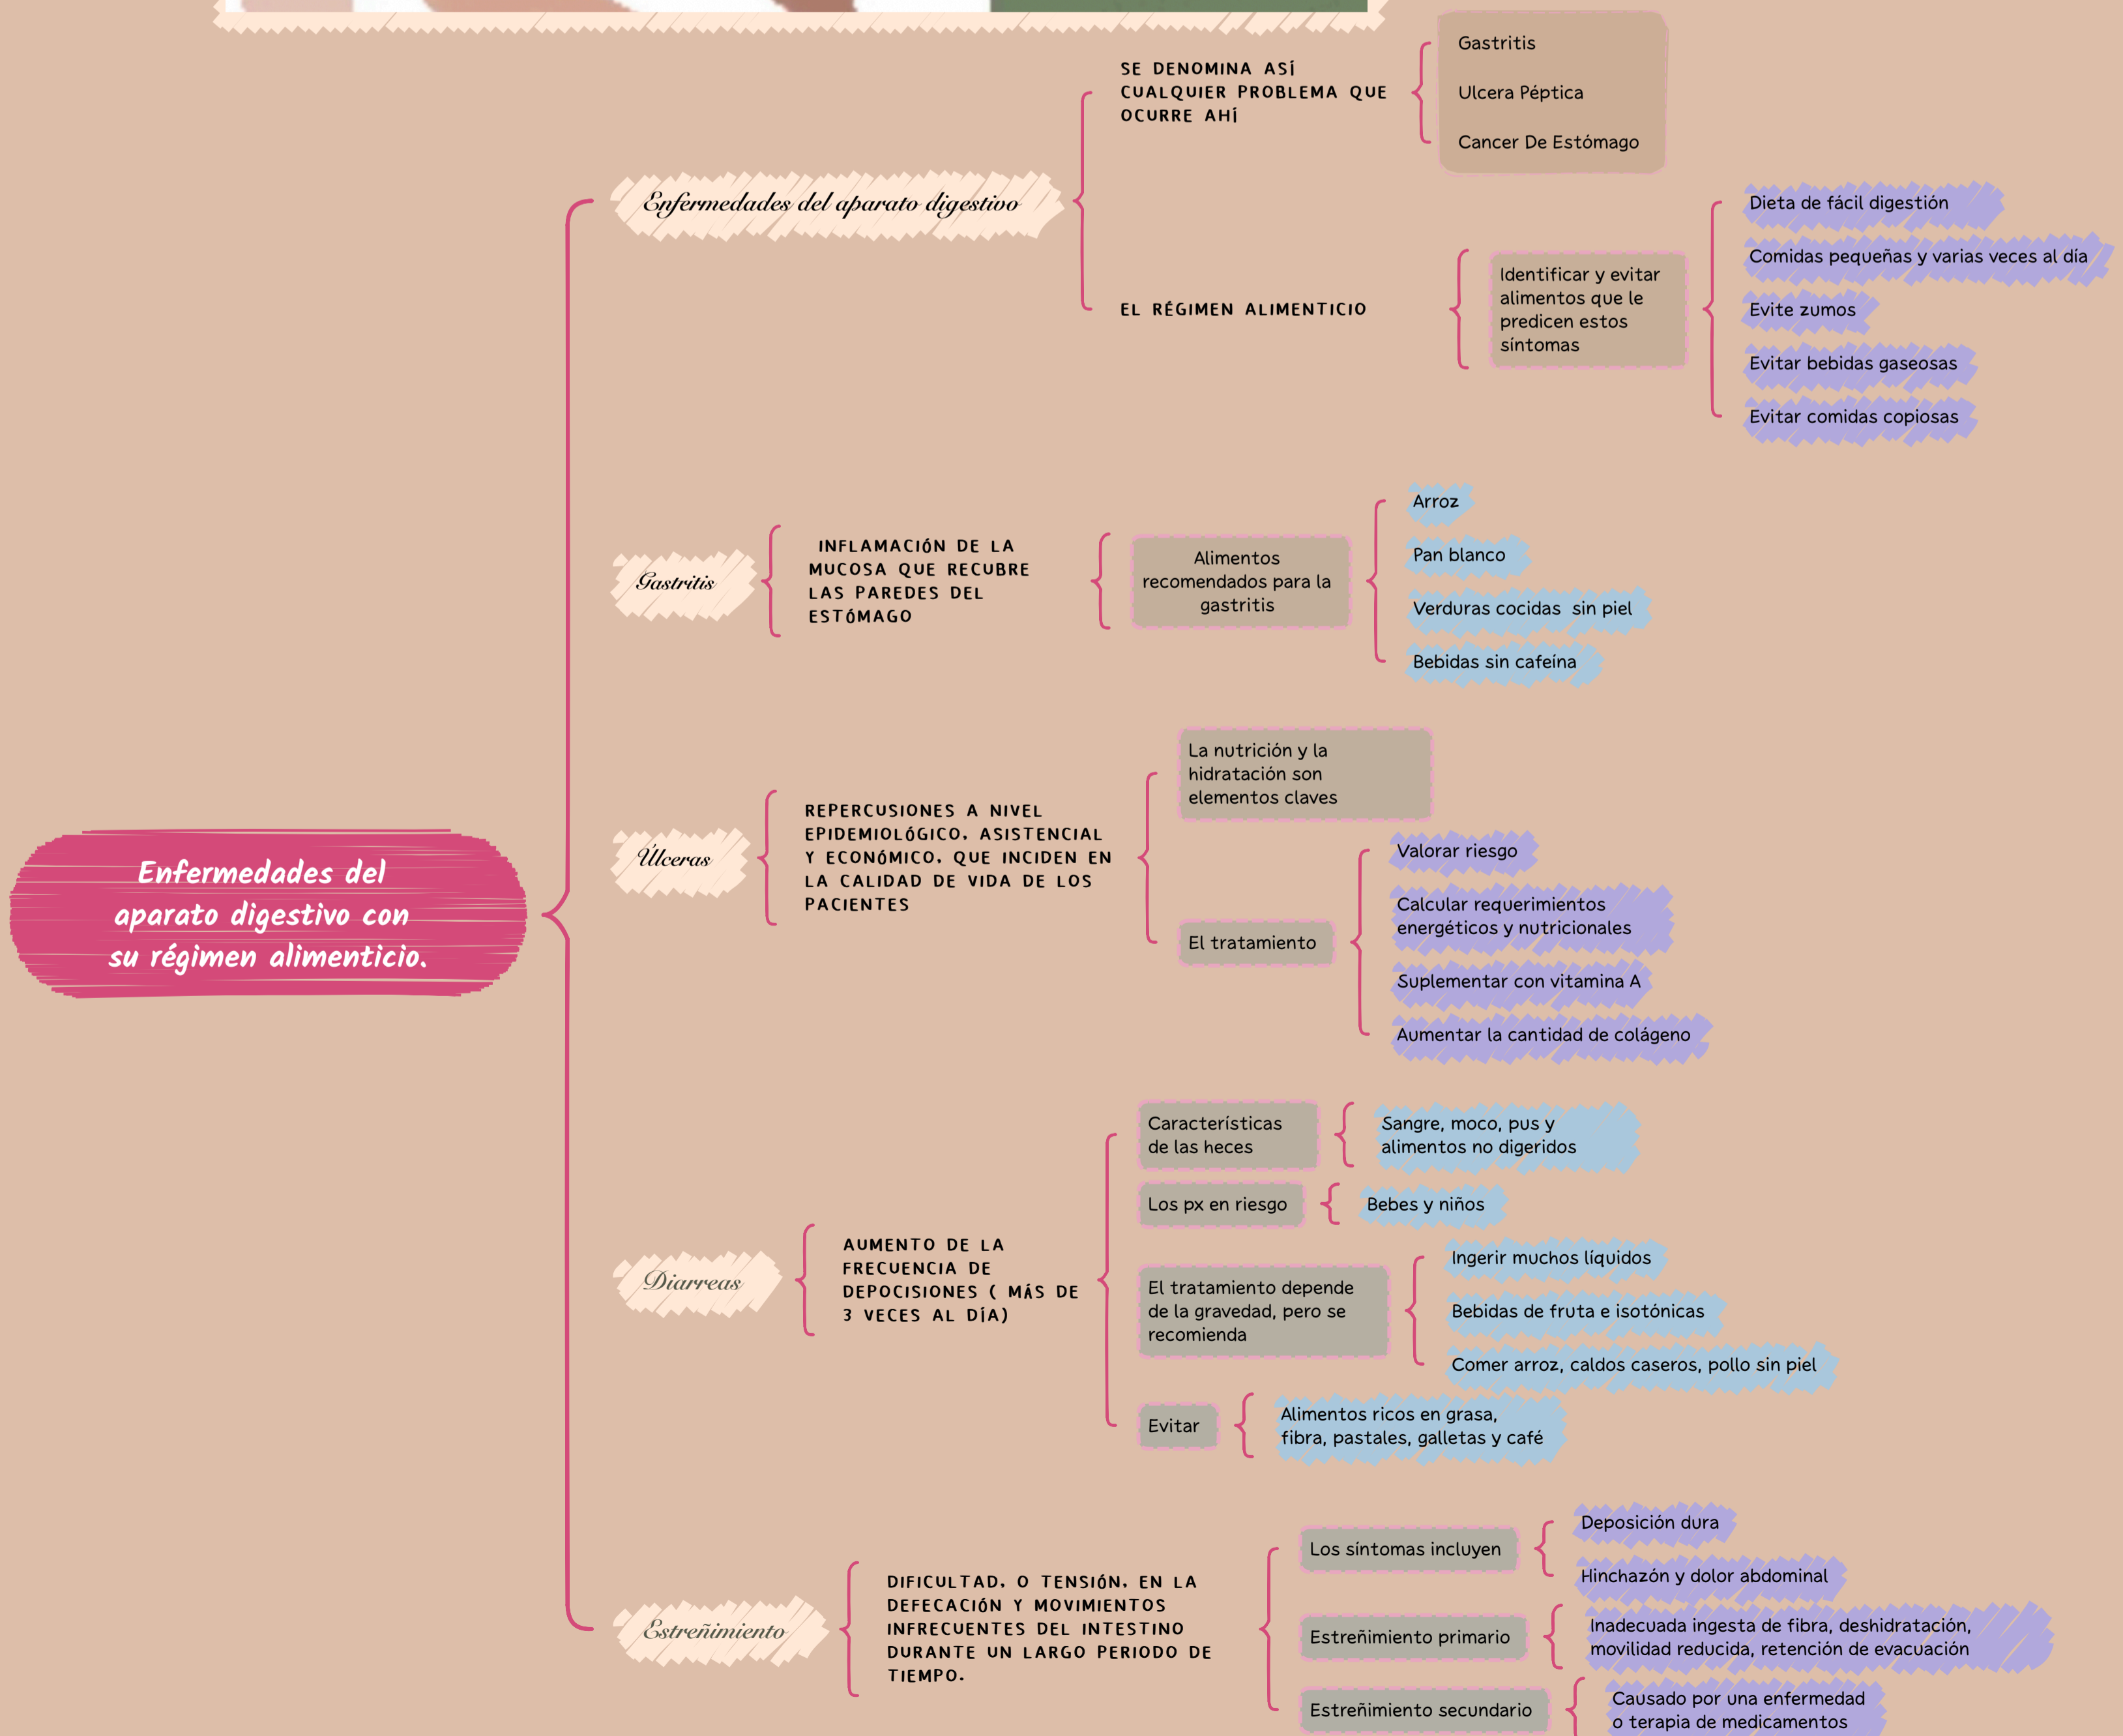 Enfermedades del
aparato digestivo con
su régimen alimenticio.
Enfermedades del aparato digestivo
SE DENOMINA ASÍ
CUALQUIER PROBLEMA QUE
OCURRE AHÍ
Gastritis
Ulcera Péptica
Cancer De Estómago
EL RÉGIMEN ALIMENTICIO
Identificar y evitar
alimentos que le
predicen estos
síntomas
Dieta de fácil digestión
Comidas pequeñas y varias veces al día
Evite zumos
Evitar bebidas gaseosas
Evitar comidas copiosas
Gastritis
INFLAMACIÓN DE LA
MUCOSA QUE RECUBRE
LAS PAREDES DEL
ESTÓMAGO
Alimentos
recomendados para la
gastritis
Arroz
Pan blanco
Verduras cocidas sin piel
Bebidas sin cafeína
Úlceras
REPERCUSIONES A NIVEL
EPIDEMIOLÓGICO, ASISTENCIAL
Y ECONÓMICO, QUE INCIDEN EN
LA CALIDAD DE VIDA DE LOS
PACIENTES
La nutrición y la
hidratación son
elementos claves
El tratamiento
Valorar riesgo
Calcular requerimientos
energéticos y nutricionales
Suplementar con vitamina A
Aumentar la cantidad de colágeno
Diarreas
AUMENTO DE LA
FRECUENCIA DE
DEPOCISIONES ( MÁS DE
3 VECES AL DÍA)
Características
de las heces
Sangre, moco, pus y
alimentos no digeridos
Los px en riesgo
Bebes y niños
El tratamiento depende
de la gravedad, pero se
recomienda
Ingerir muchos líquidos
Bebidas de fruta e isotónicas
Comer arroz, caldos caseros, pollo sin piel
Evitar
Alimentos ricos en grasa,
fibra, pastales, galletas y café
Estreñimiento
DIFICULTAD, O TENSIÓN, EN LA
DEFECACIÓN Y MOVIMIENTOS
INFRECUENTES DEL INTESTINO
DURANTE UN LARGO PERIODO DE
TIEMPO.
Los síntomas incluyen
Deposición dura
Hinchazón y dolor abdominal
Estreñimiento primario
Inadecuada ingesta de fibra, deshidratación,
movilidad reducida, retención de evacuación
Estreñimiento secundario
Causado por una enfermedad
o terapia de medicamentos